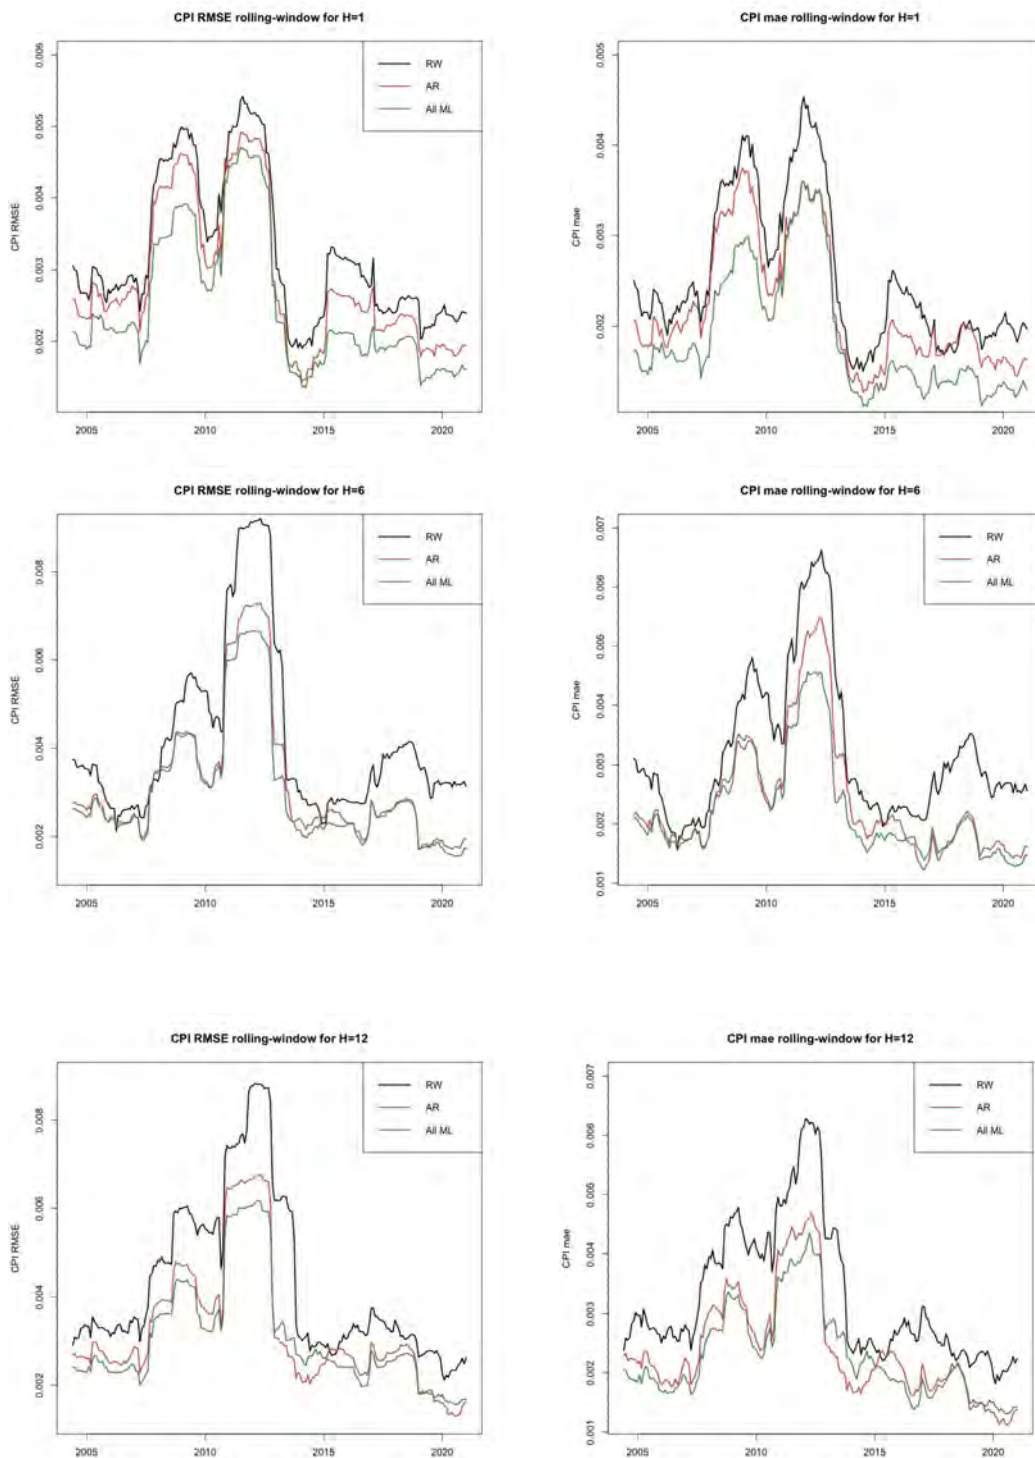 CPI RMSE rolling-window for H=1
CPI RMSE
0.006
0.005
0.004
0.003
0.002
RW
AR
All ML
2005
2010
2015
2020
CPI mae rolling-window for H=1
CPI mae
0.005
0.004
0.003
0.002
2005
2010
2015
2020
CPI RMSE rolling-window for H=6
CPI RMSE
0.008
0.006
0.004
0.002
RW
AR
All ML
2005
2010
2015
2020
CPI mae rolling-window for H=6
CPI mae
0.007
0.006
0.005
0.004
0.003
0.002
0.001
RW
AR
All ML
2005
2010
2015
2020
CPI RMSE rolling-window for H=12
CPI RMSE
0.008
0.006
0.004
0.002
RW
AR
All ML
2005
2010
2015
2020
CPI mae rolling-window for H=12
CPI mae
0.007
0.006
0.005
0.004
0.003
0.002
0.001
RW
AR
All ML
2005
2010
2015
2020